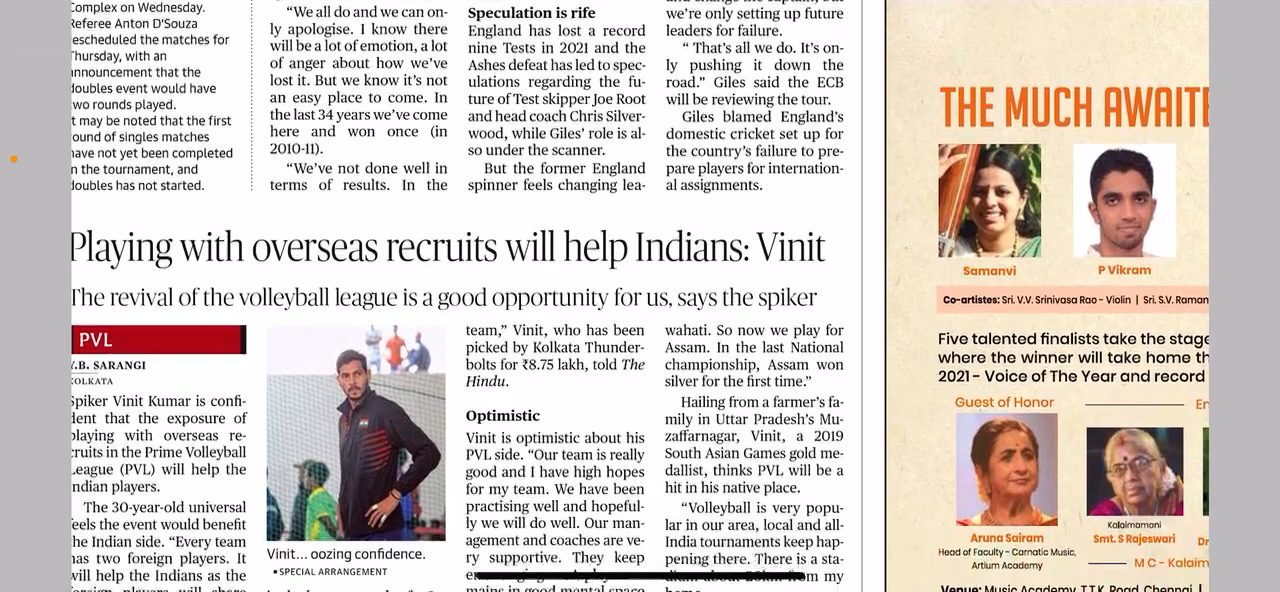 Complex on Wednesday.
Referee Anton D'Souza
rescheduled the matches for
Thursday, with an
announcement that the
doubles event would have
two rounds played.
It may be noted that the first
round of singles matches
have not yet been completed
in the tournament, and
doubles has not started.
“We all do and we can on-
ly apologise. I know there
will be a lot of emotion, a lot
of anger about how we’ve
lost it. But we know it’s not
an easy place to come. In
the last 34 years we’ve come
here and won once (in
2010-11).
“We’ve not done well in
terms of results. In the
Speculation is rife
England has lost a record
nine Tests in 2021 and the
Ashes defeat has led to spec-
ulations regarding the fu-
ture of Test skipper Joe Root
and head coach Chris Silver-
wood, while Giles’ role is al-
so under the scanner.
But the former England
spinner feels changing lea-
we’re only setting up future
leaders for failure.
“ That’s all we do. It’s on-
ly pushing it down the
road.” Giles said the ECB
will be reviewing the tour.
Giles blamed England’s
domestic cricket set up for
the country’s failure to pre-
pare players for internation-
al assignments.
Playing with overseas recruits will help Indians: Vinit
The revival of the volleyball league is a good opportunity for us, says the spiker
PVL
Y.B. SARANGI
KOLKATA
Spiker Vinit Kumar is confi-
dent that the exposure of
playing with overseas re-
cruits in the Prime Volleyball
League (PVL) will help the
Indian players.
The 30-year-old universal
feels the event would benefit
the Indian side. “Every team
has two foreign players. It
will help the Indians as the
foreign players will share
Vinit... oozing confidence.
▪SPECIAL ARRANGEMENT
team,” Vinit, who has been
picked by Kolkata Thunder-
bolts for ₹8.75 lakh, told The
Hindu.
Optimistic
Vinit is optimistic about his
PVL side. “Our team is really
good and I have high hopes
for my team. We have been
practising well and hopeful-
ly we will do well. Our man-
agement and coaches are ve-
ry supportive. They keep
mains in good mental space
wahati. So now we play for
Assam. In the last National
championship, Assam won
silver for the first time.”
Hailing from a farmer’s fa-
mily in Uttar Pradesh’s Mu-
zaffarnagar, Vinit, a 2019
South Asian Games gold me-
dallist, thinks PVL will be a
hit in his native place.
“Volleyball is very popu-
lar in our area, local and all-
India tournaments keep hap-
pening there. There is a sta-
dium about 20km from my
home.
THE MUCH AWAITE
Samanvi
P Vikram
Co-artistes: Sri. V.V. Srinivasa Rao - Violin | Sri. S.V. Raman
Five talented finalists take the stage
where the winner will take home th
2021 - Voice of The Year and record
Guest of Honor
En
Aruna Sairam
Head of Faculty - Carnatic Music,
Artium Academy
Kalaimamani
Smt. S Rajeswari
Dr
M C - Kalaim
Venue: Music Academy, T.T.K. Road, Chennai |